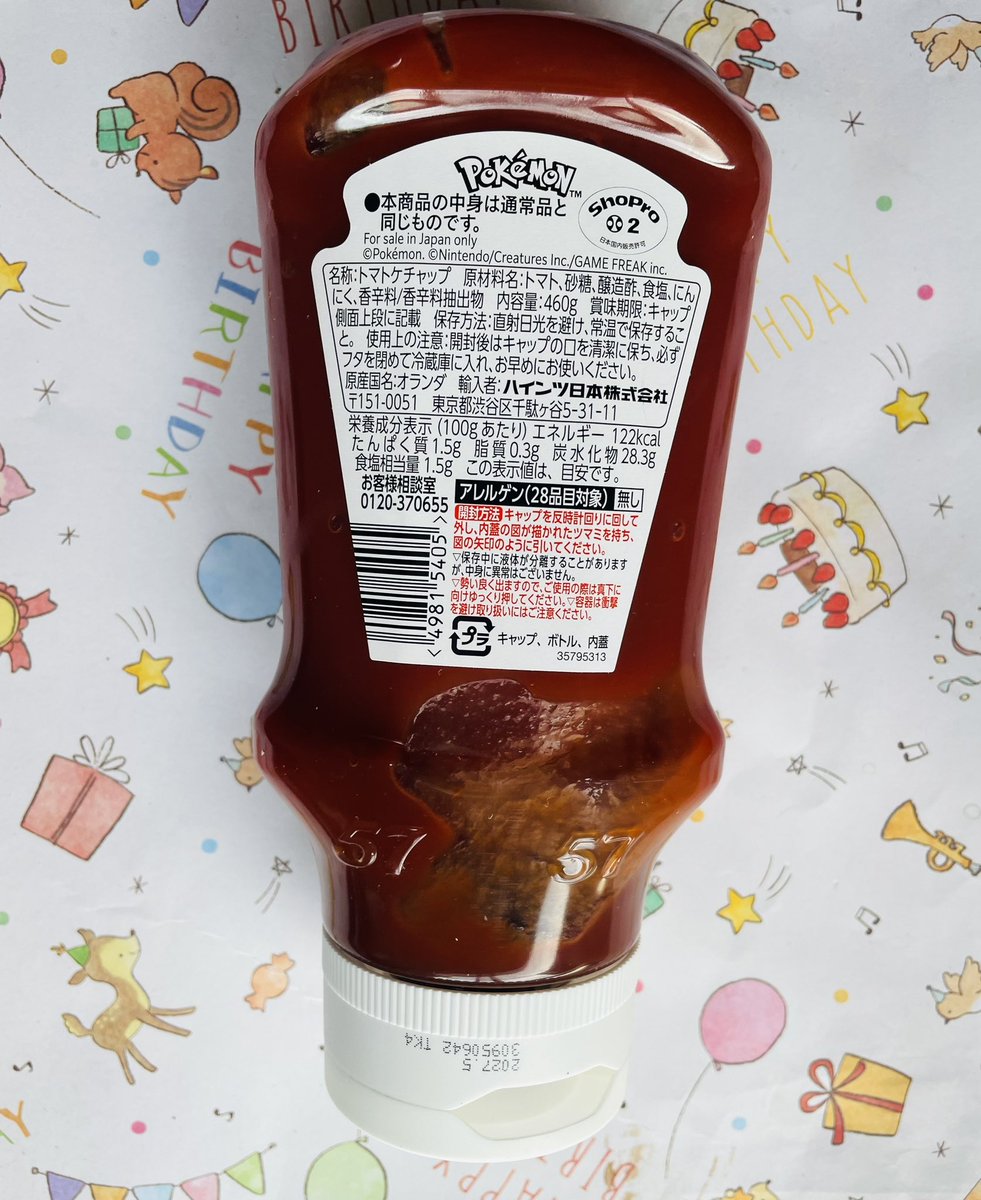 BIRTHDAY
Pokémon TM
●本商品の中身は通常品と
同じものです。
For sale in Japan only
©Pokémon. ©Nintendo/Creatures Inc./GAME FREAK inc.
ShoPro
2
日本国内販売許可
名称:トマトケチャップ 原材料名:トマト、砂糖、醸造酢、食塩、にん
にく、香辛料/香辛料抽出物 内容量:460g 賞味期限:キャップ
側面上段に記載 保存方法:直射日光を避け、常温で保存するこ
と。 使用上の注意:開封後はキャップの口を清潔に保ち、必ず
フタを閉めて冷蔵庫に入れ、お早めにお使いください。
原産国名:オランダ 輸入者:ハインツ日本株式会社
〒151-0051 東京都渋谷区千駄ヶ谷5-31-11
栄養成分表示 (100gあたり) エネルギー 122kcal
たんぱく質 1.5g 脂質 0.3g 炭水化物 28.3g
食塩相当量 1.5g この表示値は、目安です。
お客様相談室
0120-370655
アレルゲン(28品目対象) 無し
開封方法 キャップを反時計回りに回して
外し、内蓋の図が描かれたツマミを持ち、
図の矢印のように引いてください。
▽保存中に液体が分離することがあります
が、中身に異常はございません。
▽勢い良く出ますので、ご使用の際は真下に
向けゆっくり押してください。▽容器は衝撃
を避け取り扱いにはご注意ください。
プラ キャップ、ボトル、内蓋
35795313
57
57
2027.5
30950642 TK4
HAPPY
BIRTHDAY